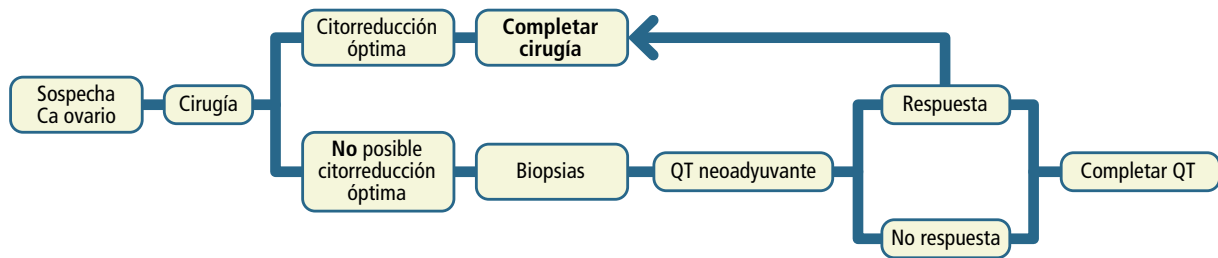 Sospecha
Ca ovario
Cirugía
Citorreducción
óptima
Completar
cirugía
No posible
citorreducción
óptima
Biopsias
QT neoadyuvante
Respuesta
No respuesta
Completar QT